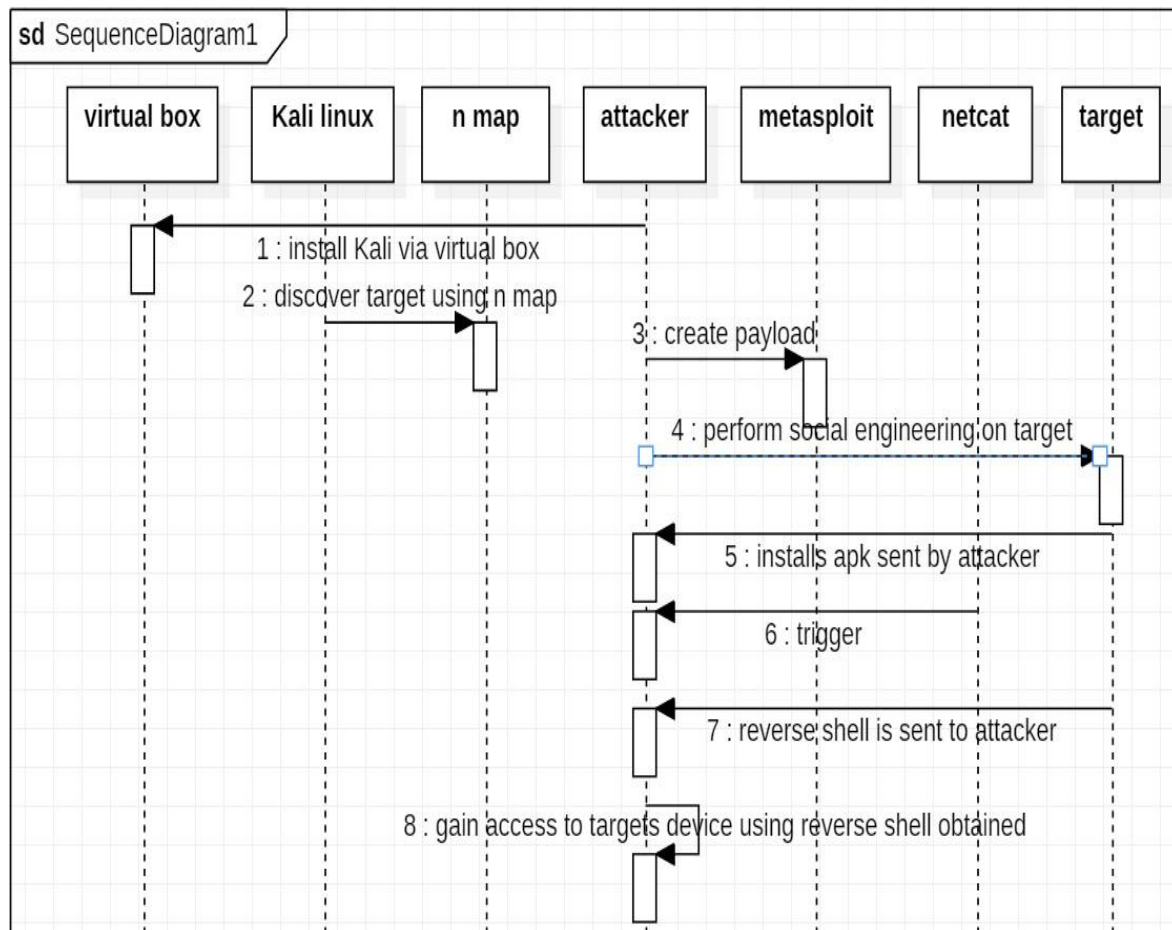 sd SequenceDiagram1
virtual box
Kali linux
n map
attacker
metasploit
netcat
target
1 : install Kali via virtual box
2 : discover target using n map
3 : create payload
4 : perform social engineering on target
5 : installs apk sent by attacker
6 : trigger
7 : reverse shell is sent to attacker
8 : gain access to targets device using reverse shell obtained